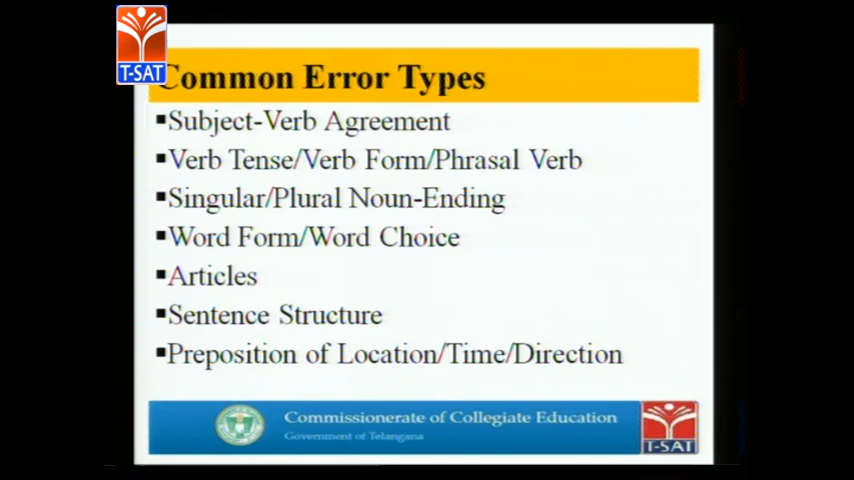 T-SAT
Common Error Types
▪Subject-Verb Agreement
▪Verb Tense/Verb Form/Phrasal Verb
▪Singular/Plural Noun-Ending
▪Word Form/Word Choice
▪Articles
▪Sentence Structure
▪Preposition of Location/Time/Direction
Commissionerate of Collegiate Education
Government of Telangana
T-SAT